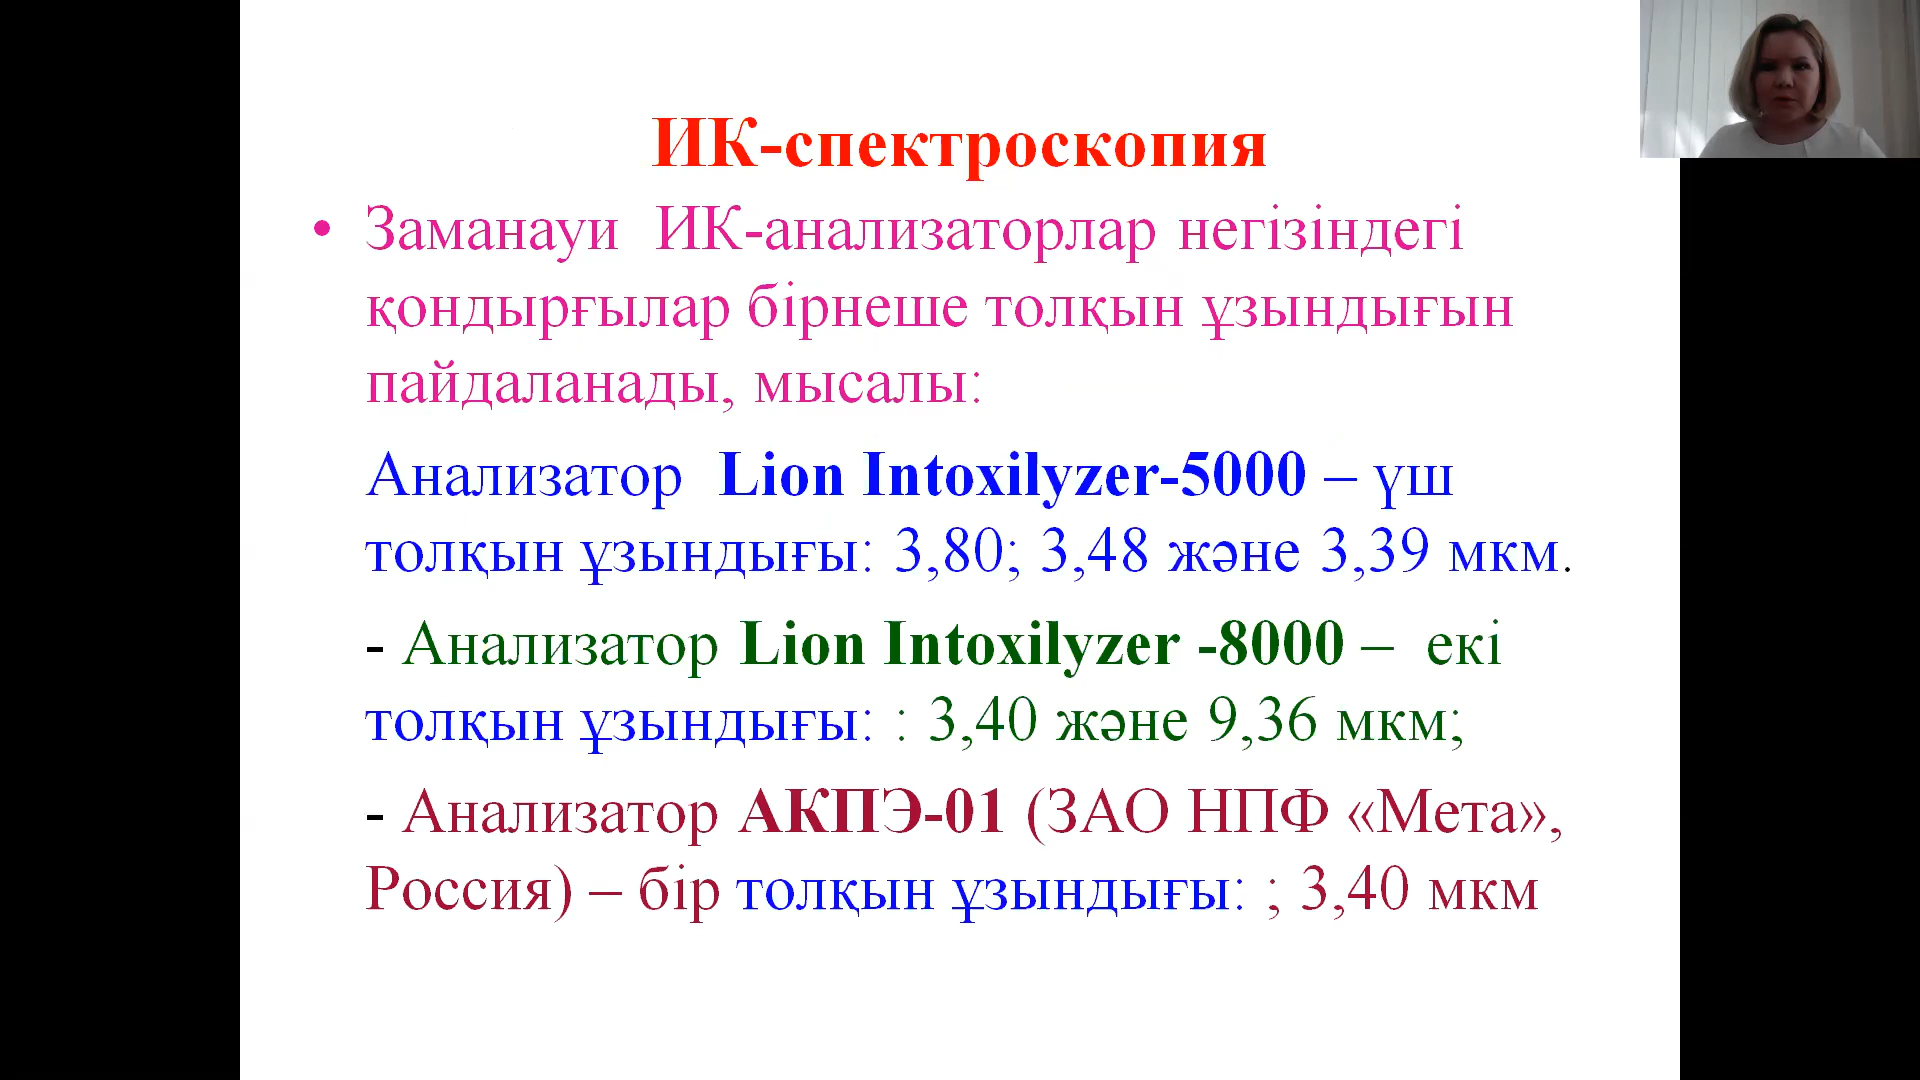 ИК-спектроскопия
• Заманауи ИК-анализаторлар негізіндегі
қондырғылар бірнеше толқын ұзындығын
пайдаланады, мысалы:
Анализатор Lion Intoxilyzer-5000 – үш
толқын ұзындығы: 3,80; 3,48 және 3,39 мкм.
- Анализатор Lion Intoxilyzer -8000 – екі
толқын ұзындығы: : 3,40 және 9,36 мкм;
- Анализатор АКПЭ-01 (ЗАО НПФ «Мета»,
Россия) – бір толқын ұзындығы: ; 3,40 мкм